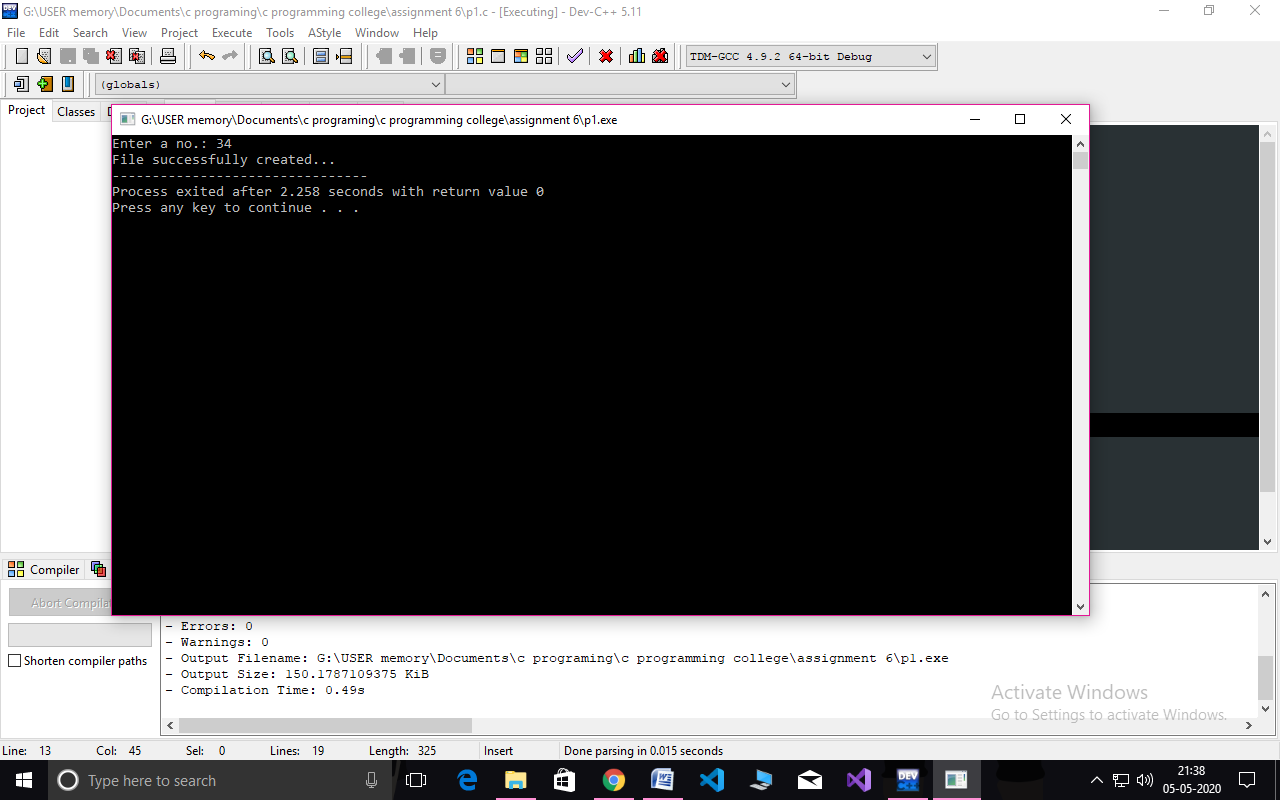 G:\USER memory\Documents\c programing\c programming college\assignment 6\p1.c - [Executing] - Dev-C++ 5.11
File Edit Search View Project Execute Tools AStyle Window Help
TDM-GCC 4.9.2 64-bit Debug
(globals)
Project Classes
G:\USER memory\Documents\c programing\c programming college\assignment 6\p1.exe
Enter a no.: 34
File successfully created...
--------------------------------
Process exited after 2.258 seconds with return value 0
Press any key to continue . . .
Compiler
Abort Compilat
Shorten compiler paths
- Errors: 0
- Warnings: 0
- Output Filename: G:\USER memory\Documents\c programing\c programming college\assignment 6\p1.exe
- Output Size: 150.1787109375 KiB
- Compilation Time: 0.49s
Activate Windows
Go to Settings to activate Windows.
Line: 13 Col: 45 Sel: 0 Lines: 19 Length: 325 Insert Done parsing in 0.015 seconds
Type here to search
DEV
21:38
05-05-2020